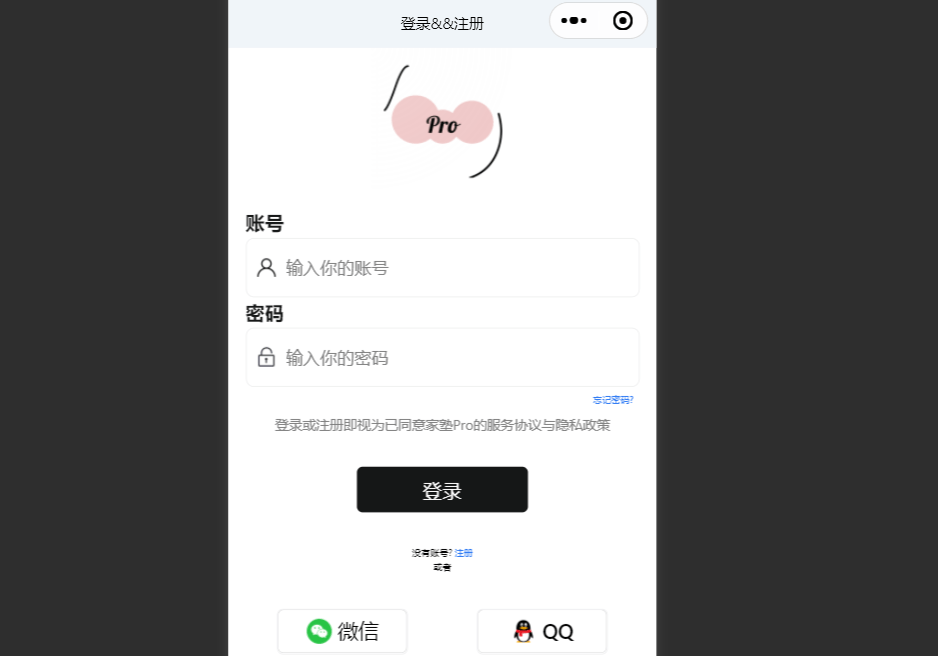 登录&&注册
Pro
账号
输入你的账号
密码
输入你的密码
忘记密码?
登录或注册即视为已同意家塾Pro的服务协议与隐私政策
登录
没有账号? 注册
或者
微信
QQ